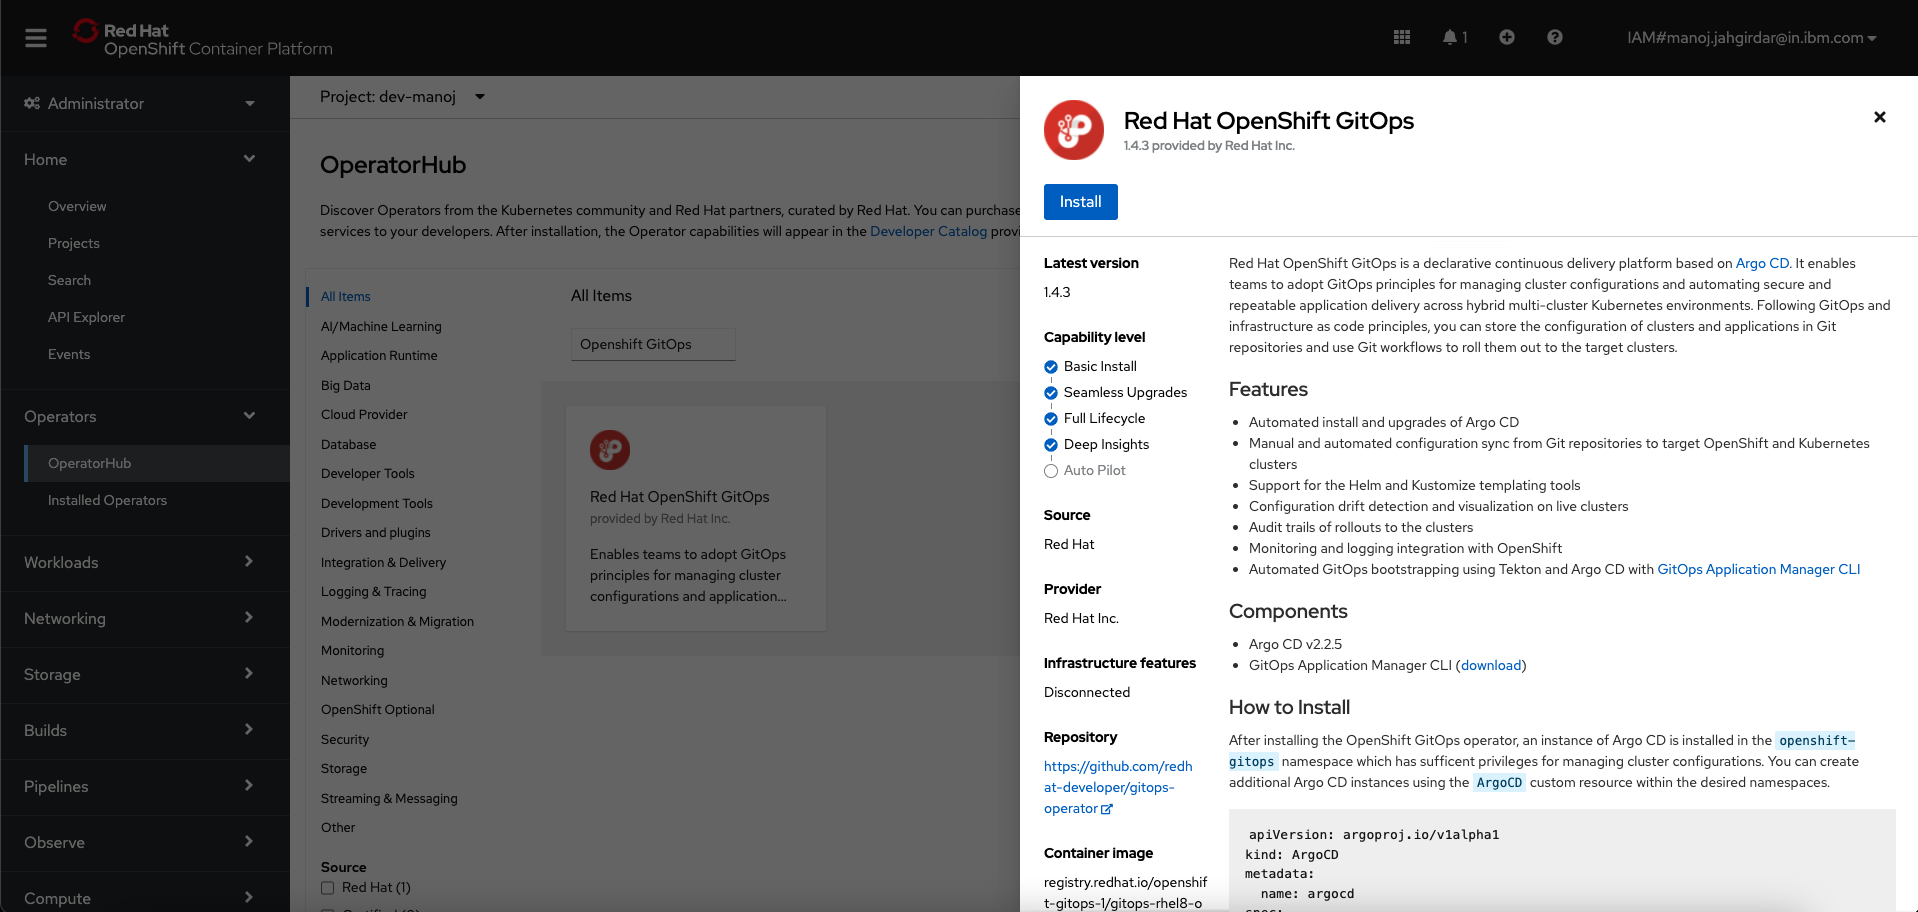 Red Hat
OpenShift Container Platform
1
IAM#manoj.jahgirdar@in.ibm.com
Administrator
Home
Overview
Projects
Search
API Explorer
Events
Operators
OperatorHub
Installed Operators
Workloads
Networking
Storage
Builds
Pipelines
Observe
Compute
Project: dev-manoj
OperatorHub
Discover Operators from the Kubernetes community and Red Hat partners, curated by Red Hat. You can purchase
services to your developers. After installation, the Operator capabilities will appear in the Developer Catalog provi
All Items
AI/Machine Learning
Application Runtime
Big Data
Cloud Provider
Database
Developer Tools
Development Tools
Drivers and plugins
Integration & Delivery
Logging & Tracing
Modernization & Migration
Monitoring
Networking
OpenShift Optional
Security
Storage
Streaming & Messaging
Other
Source
Red Hat (1)
All Items
Openshift GitOps
Red Hat OpenShift GitOps
provided by Red Hat Inc.
Enables teams to adopt GitOps
principles for managing cluster
configurations and application...
Red Hat OpenShift GitOps
1.4.3 provided by Red Hat Inc.
Install
Latest version
1.4.3
Capability level
Basic Install
Seamless Upgrades
Full Lifecycle
Deep Insights
Auto Pilot
Source
Red Hat
Provider
Red Hat Inc.
Infrastructure features
Disconnected
Repository
https://github.com/redh
at-developer/gitops-
operator
Container image
registry.redhat.io/openshif
t-gitops-1/gitops-rhel8-o
Red Hat OpenShift GitOps is a declarative continuous delivery platform based on Argo CD. It enables
teams to adopt GitOps principles for managing cluster configurations and automating secure and
repeatable application delivery across hybrid multi-cluster Kubernetes environments. Following GitOps and
infrastructure as code principles, you can store the configuration of clusters and applications in Git
repositories and use Git workflows to roll them out to the target clusters.
Features
Automated install and upgrades of Argo CD
Manual and automated configuration sync from Git repositories to target OpenShift and Kubernetes
clusters
Support for the Helm and Kustomize templating tools
Configuration drift detection and visualization on live clusters
Audit trails of rollouts to the clusters
Monitoring and logging integration with OpenShift
Automated GitOps bootstrapping using Tekton and Argo CD with GitOps Application Manager CLI
Components
Argo CD v2.2.5
GitOps Application Manager CLI (download)
How to Install
After installing the OpenShift GitOps operator, an instance of Argo CD is installed in the openshift-
gitops namespace which has sufficent privileges for managing cluster configurations. You can create
additional Argo CD instances using the ArgoCD custom resource within the desired namespaces.
apiVersion: argoproj.io/v1alpha1
kind: ArgoCD
metadata:
name: argocd